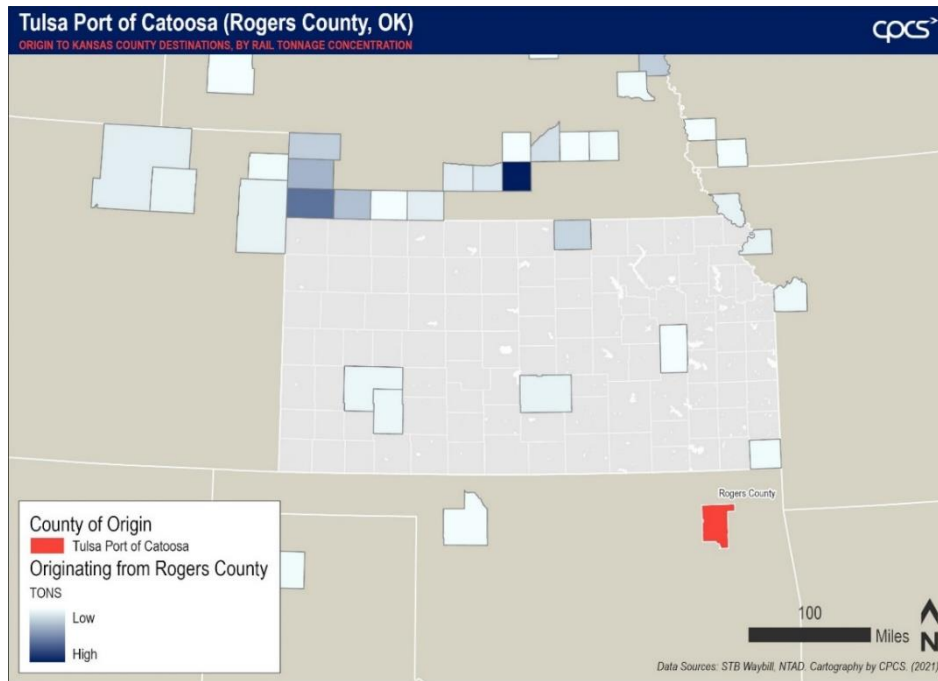 Tulsa Port of Catoosa (Rogers County, OK)
ORIGIN TO KANSAS COUNTY DESTINATIONS, BY RAIL TONNAGE CONCENTRATION
cpcs
Rogers County
County of Origin
Tulsa Port of Catoosa
Originating from Rogers County
TONS
Low
High
100
Miles
N
Data Sources: STB Waybill, NTAD. Cartography by CPCS. (2021)